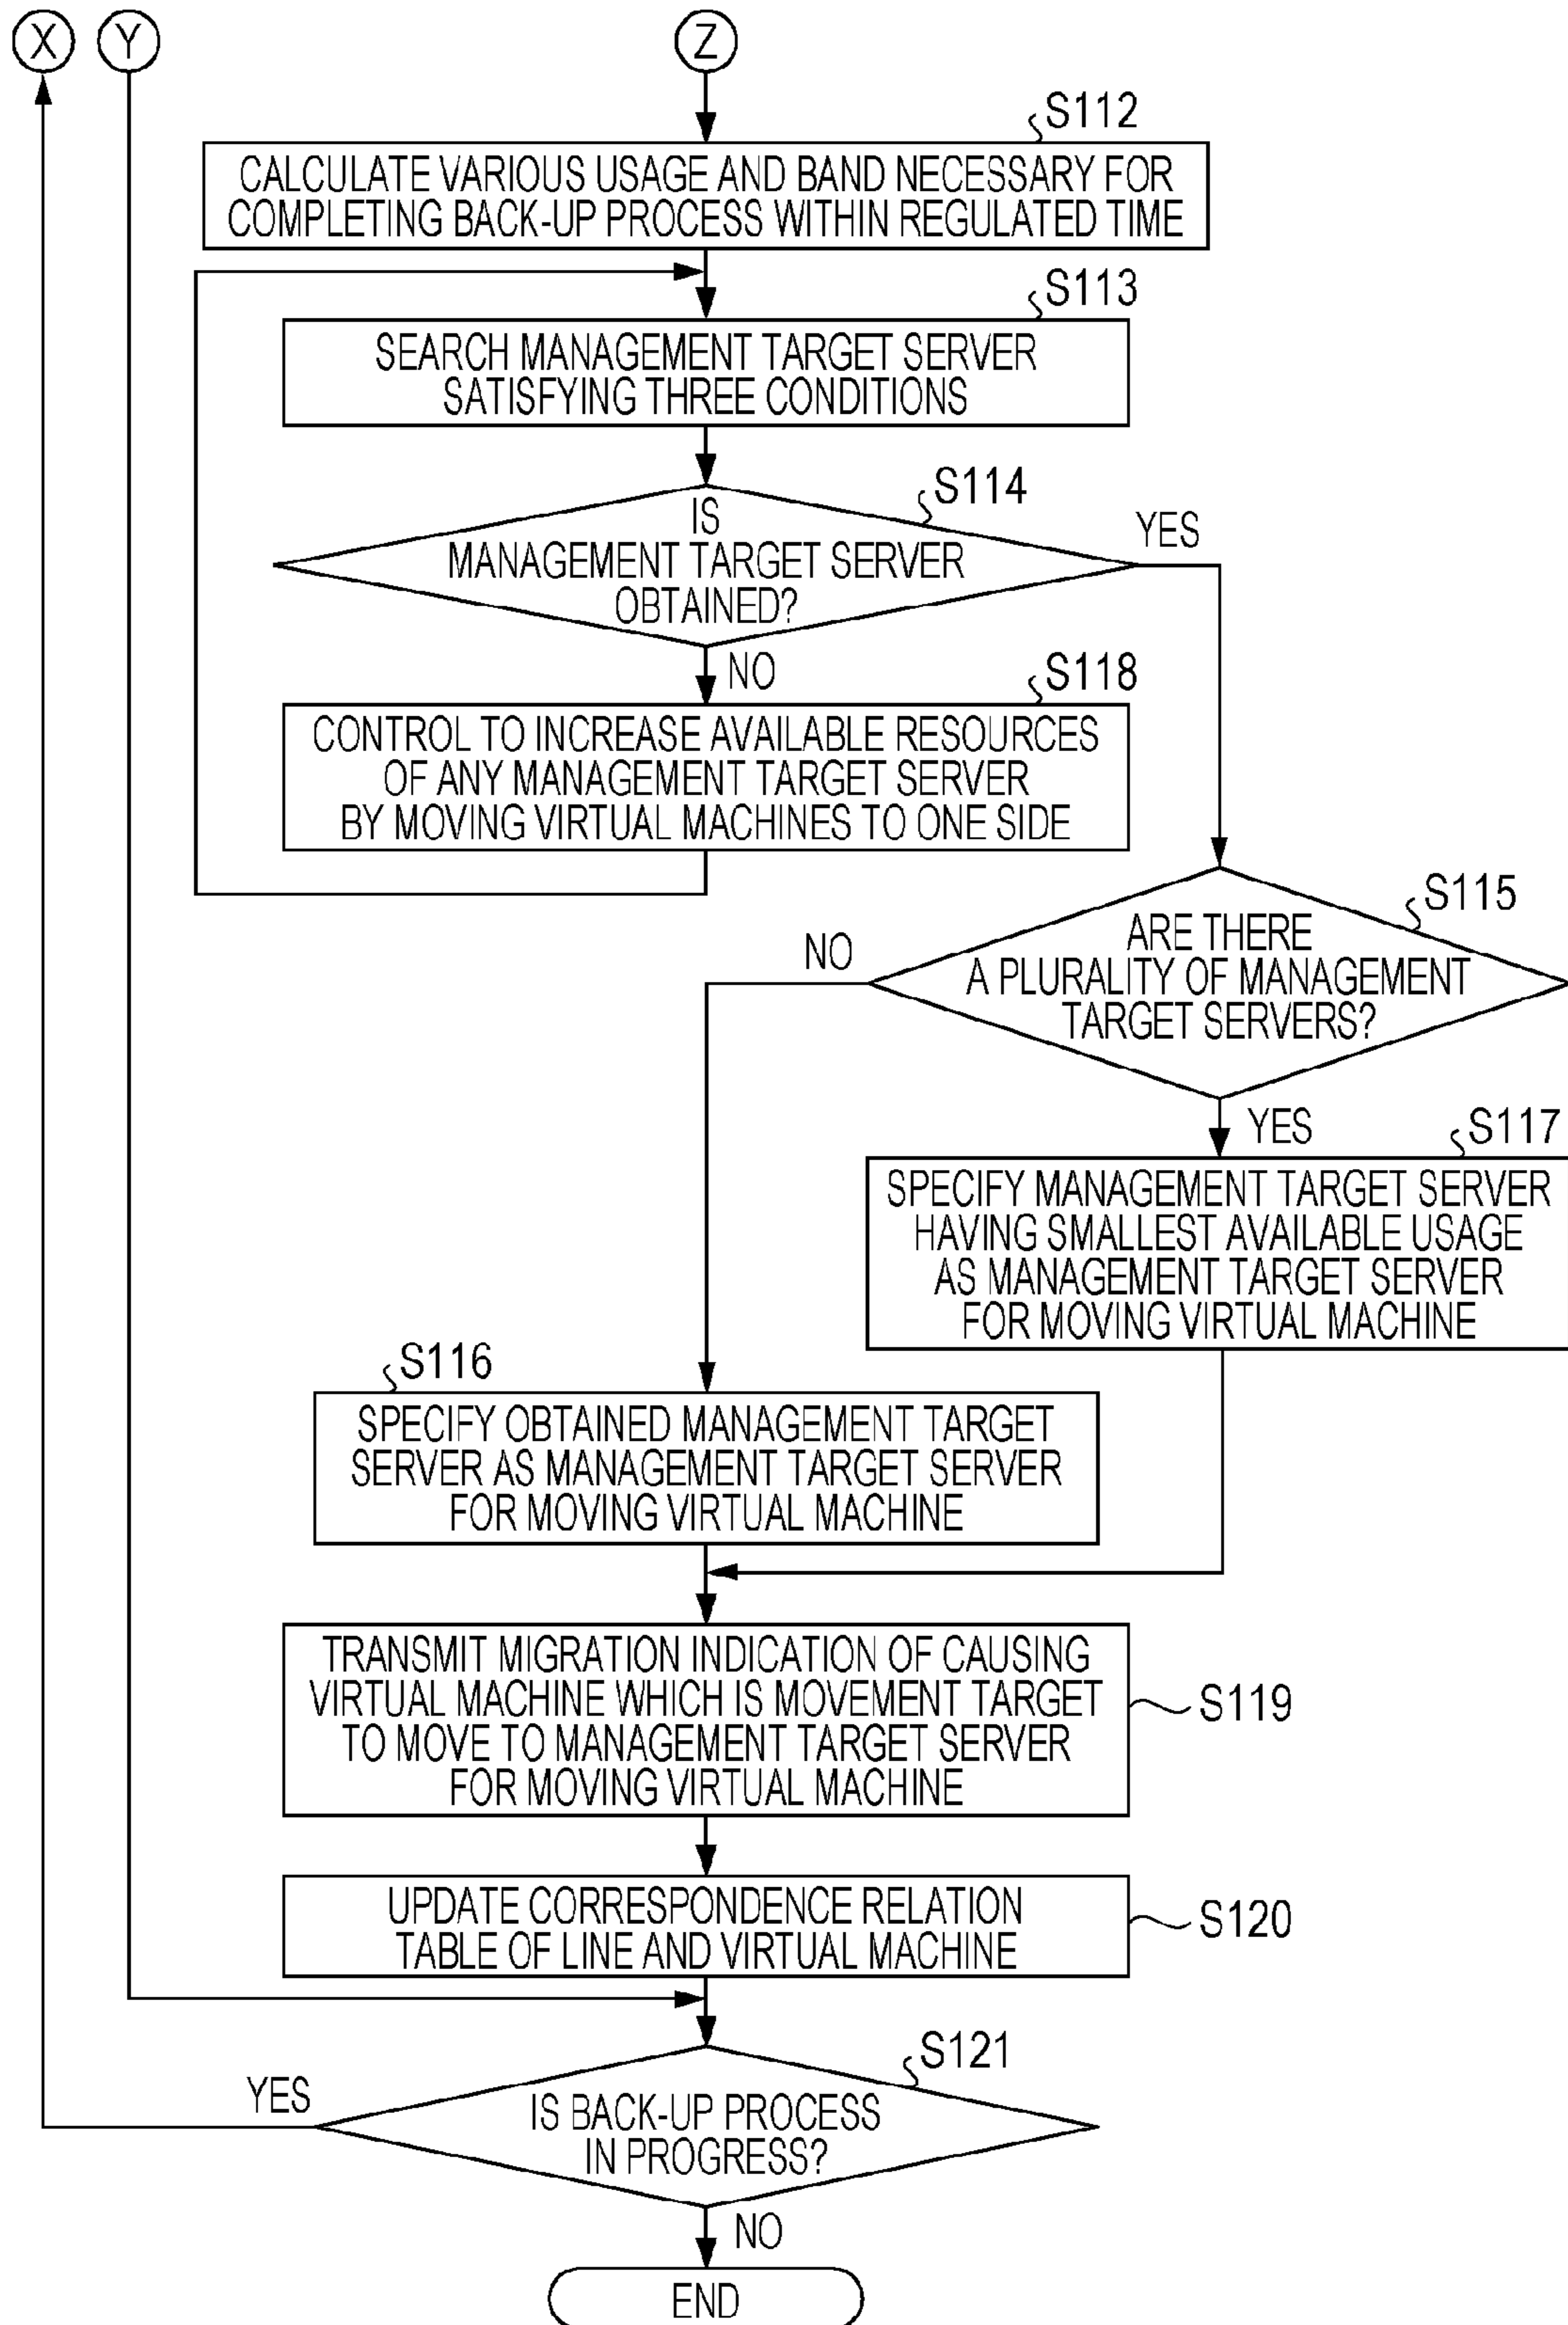 X
Y
Z
S112
CALCULATE VARIOUS USAGE AND BAND NECESSARY FOR
COMPLETING BACK-UP PROCESS WITHIN REGULATED TIME
S113
SEARCH MANAGEMENT TARGET SERVER
SATISFYING THREE CONDITIONS
S114
IS
MANAGEMENT TARGET SERVER
OBTAINED?
YES
NO
S118
CONTROL TO INCREASE AVAILABLE RESOURCES
OF ANY MANAGEMENT TARGET SERVER
BY MOVING VIRTUAL MACHINES TO ONE SIDE
S115
ARE THERE
A PLURALITY OF MANAGEMENT
TARGET SERVERS?
NO
YES
S117
SPECIFY MANAGEMENT TARGET SERVER
HAVING SMALLEST AVAILABLE USAGE
AS MANAGEMENT TARGET SERVER
FOR MOVING VIRTUAL MACHINE
S116
SPECIFY OBTAINED MANAGEMENT TARGET
SERVER AS MANAGEMENT TARGET SERVER
FOR MOVING VIRTUAL MACHINE
TRANSMIT MIGRATION INDICATION OF CAUSING
VIRTUAL MACHINE WHICH IS MOVEMENT TARGET
TO MOVE TO MANAGEMENT TARGET SERVER
FOR MOVING VIRTUAL MACHINE
S119
UPDATE CORRESPONDENCE RELATION
TABLE OF LINE AND VIRTUAL MACHINE
S120
S121
IS BACK-UP PROCESS
IN PROGRESS?
YES
NO
END